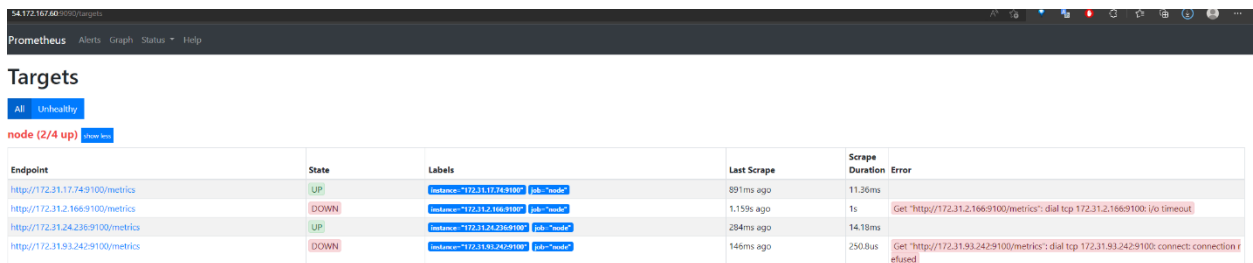 54.172.167.60:9090/targets
Prometheus Alerts Graph Status Help
Targets
All Unhealthy
node (2/4 up) show less
Endpoint State Labels Last Scrape Scrape Duration Error
http://172.31.17.74:9100/metrics UP instance="172.31.17.74:9100" job="node" 891ms ago 11.36ms
http://172.31.2.166:9100/metrics DOWN instance="172.31.2.166:9100" job="node" 1.159s ago 1s Get "http://172.31.2.166:9100/metrics": dial tcp 172.31.2.166:9100: i/o timeout
http://172.31.24.236:9100/metrics UP instance="172.31.24.236:9100" job="node" 284ms ago 14.18ms
http://172.31.93.242:9100/metrics DOWN instance="172.31.93.242:9100" job="node" 146ms ago 250.8us Get "http://172.31.93.242:9100/metrics": dial tcp 172.31.93.242:9100: connect: connection r
efused